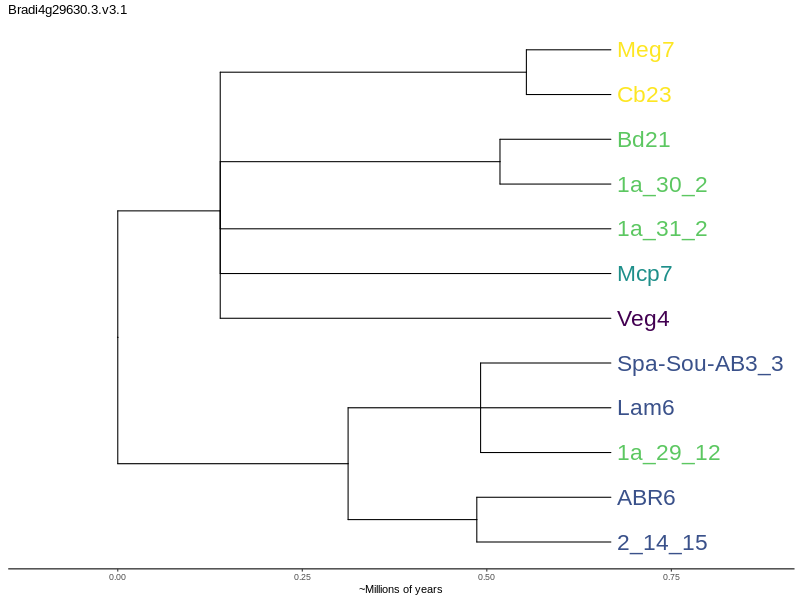 Bradi4g29630.3.v3.1
Meg7
Cb23
Bd21
1a_30_2
1a_31_2
Mcp7
Veg4
Spa-Sou-AB3_3
Lam6
1a_29_12
ABR6
2_14_15
0.00 0.25 0.50 0.75
~Millions of years